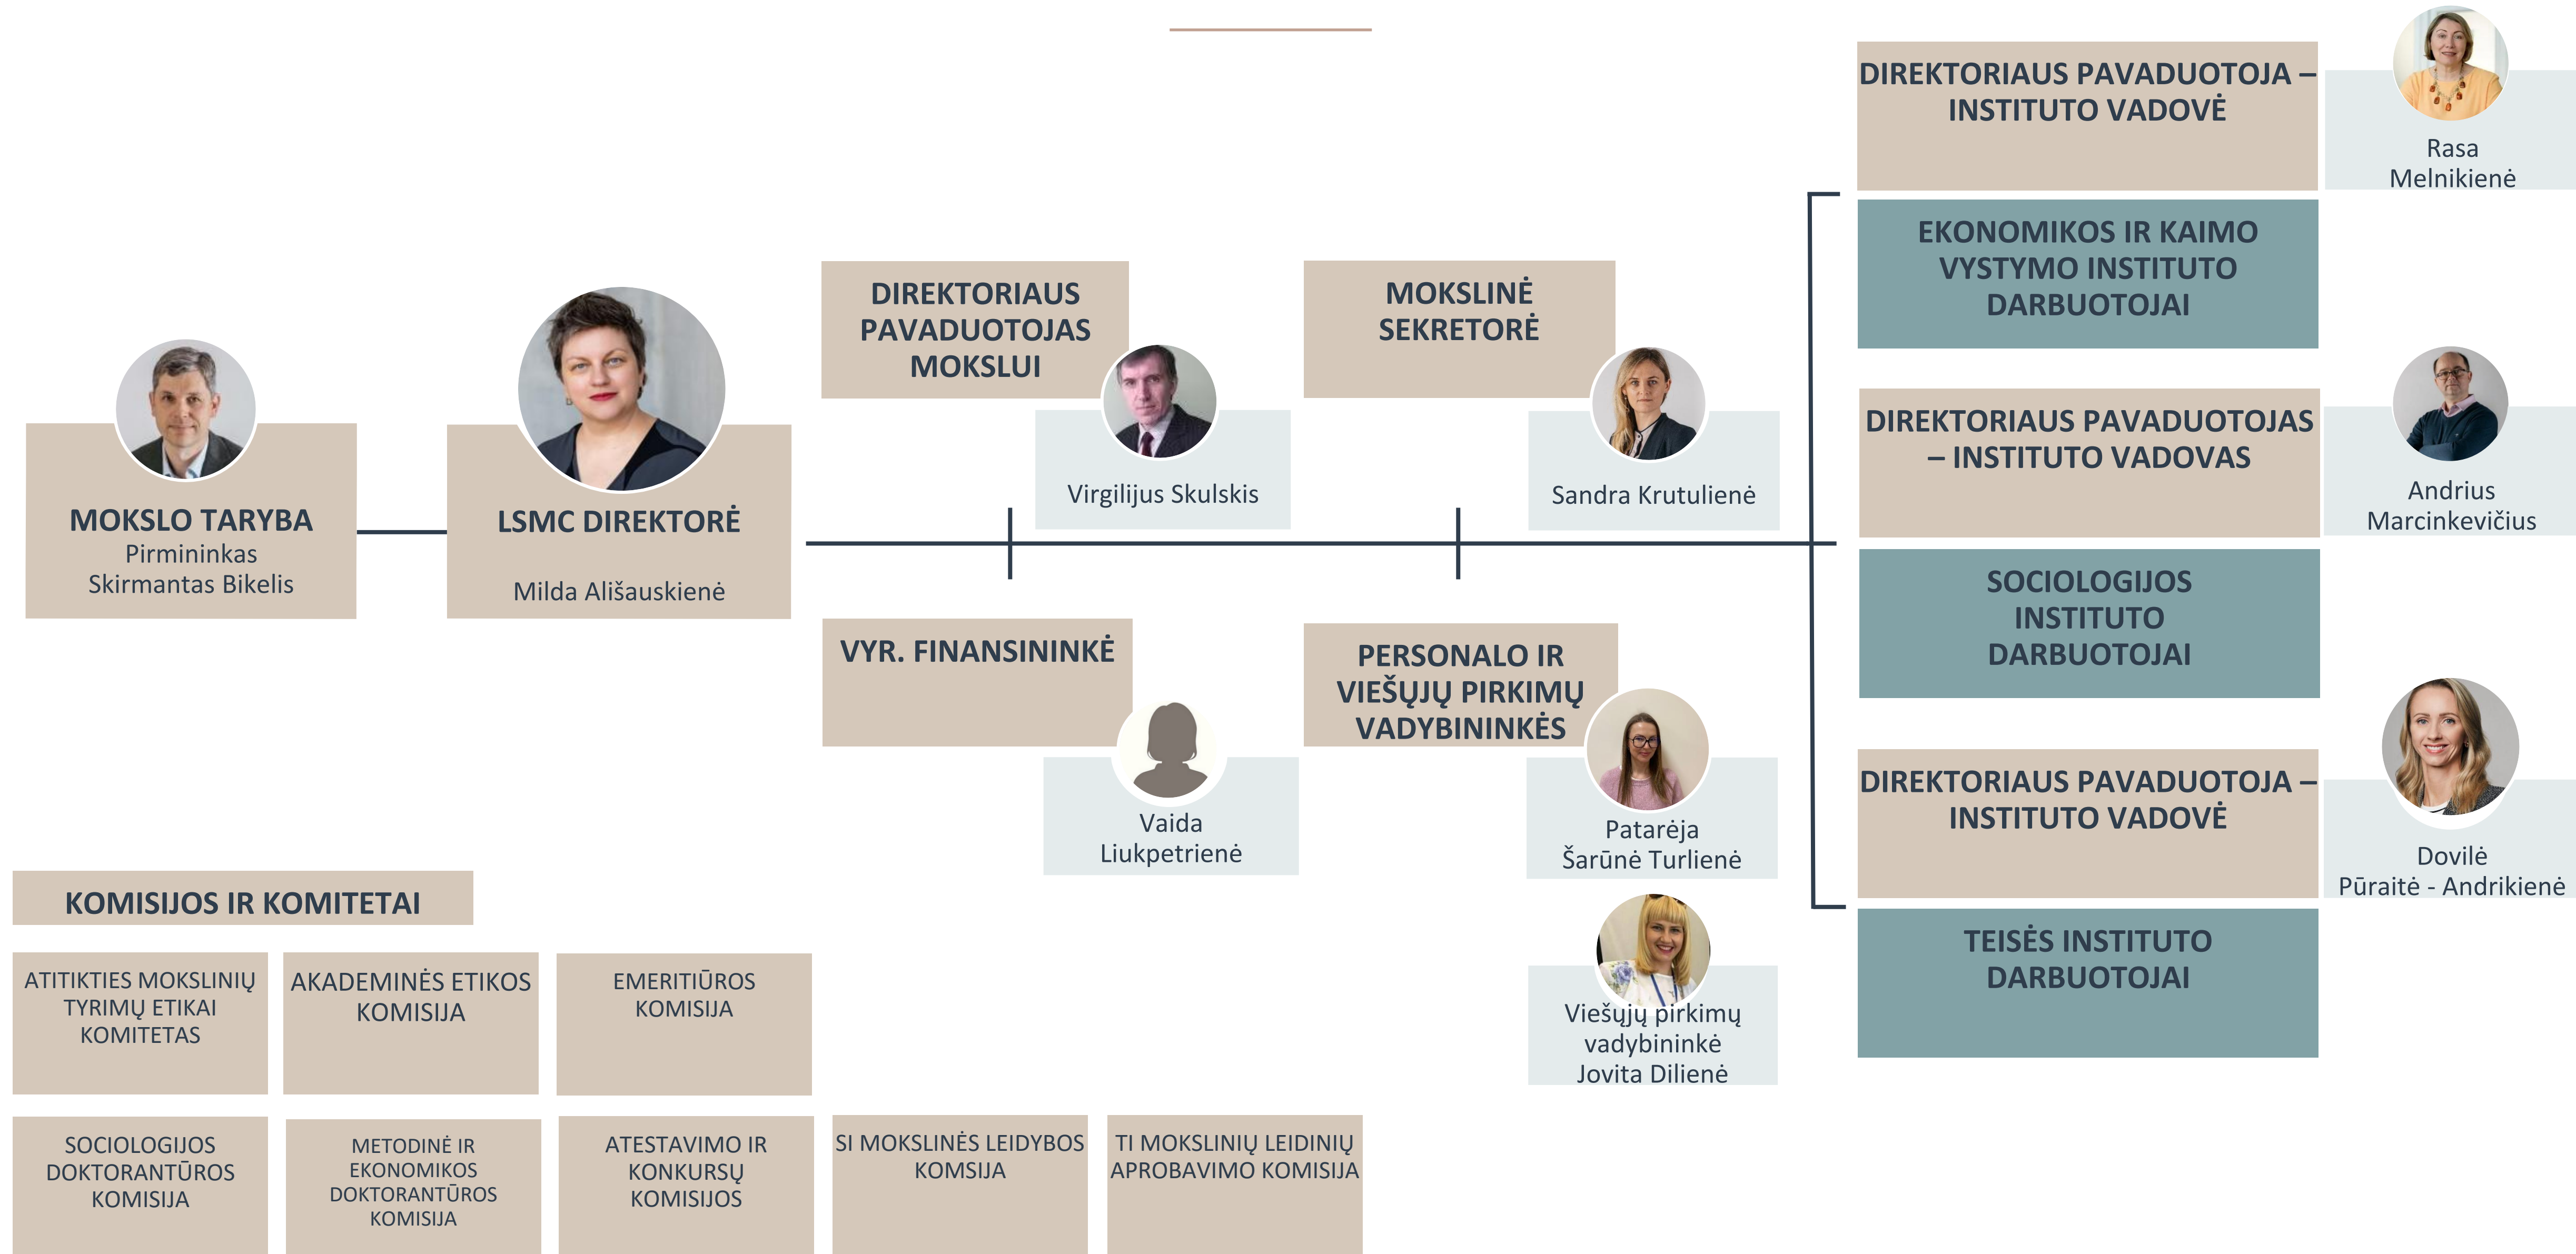 MOKSLO TARYBA
Pirmininkas
Skirmantas Bikelis
LSMC DIREKTORĖ
Milda Ališauskienė
DIREKTORIAUS
PAVADUOTOJAS
MOKSLUI
Virgilijus Skulskis
MOKSLINĖ
SEKRETORĖ
Sandra Krutulienė
VYR. FINANSININKĖ
Vaida
Liukpetrienė
PERSONALO IR
VIEŠŲJŲ PIRKIMŲ
VADYBININKĖS
Patarėja
Šarūnė Turlienė
Viešųjų pirkimų
vadybininkė
Jovita Dilienė
DIREKTORIAUS PAVADUOTOJA –
INSTITUTO VADOVĖ
Rasa
Melnikienė
EKONOMIKOS IR KAIMO
VYSTYMO INSTITUTO
DARBUOTOJAI
DIREKTORIAUS PAVADUOTOJAS
– INSTITUTO VADOVAS
Andrius
Marcinkevičius
SOCIOLOGIJOS
INSTITUTO
DARBUOTOJAI
DIREKTORIAUS PAVADUOTOJA –
INSTITUTO VADOVĖ
Dovilė
Pūraitė - Andrikienė
TEISĖS INSTITUTO
DARBUOTOJAI
KOMISIJOS IR KOMITETAI
ATITIKTIES MOKSLINIŲ
TYRIMŲ ETIKAI
KOMITETAS
AKADEMINĖS ETIKOS
KOMISIJA
EMERITIŪROS
KOMISIJA
SOCIOLOGIJOS
DOKTORANTŪROS
KOMISIJA
METODINĖ IR
EKONOMIKOS
DOKTORANTŪROS
KOMISIJA
ATESTAVIMO IR
KONKURSŲ
KOMISIJOS
SI MOKSLINĖS LEIDYBOS
KOMSIJA
TI MOKSLINIŲ LEIDINIŲ
APROBAVIMO KOMISIJA